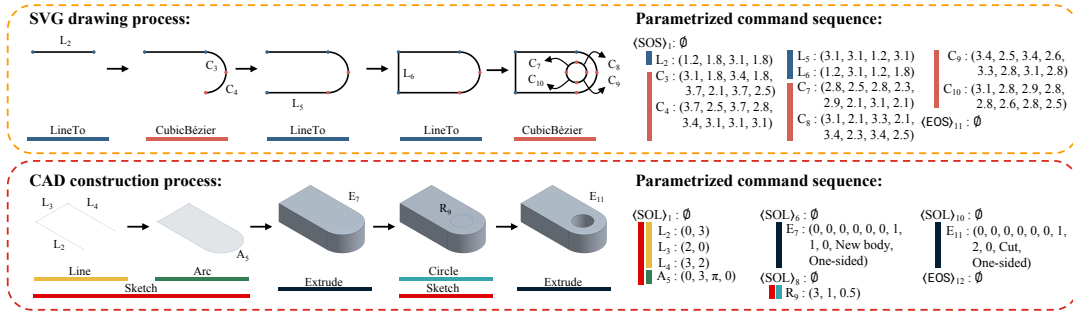 SVG drawing process:
L2
C3
C4
L5
L6
C7
C10
C8
C9
LineTo
CubicBézier
LineTo
LineTo
CubicBézier
Parametrized command sequence:
⟨SOS⟩1 : ∅
L2 : (1.2, 1.8, 3.1, 1.8)
C3 : (3.1, 1.8, 3.4, 1.8,
3.7, 2.1, 3.7, 2.5)
C4 : (3.7, 2.5, 3.7, 2.8,
3.4, 3.1, 3.1, 3.1)
L5 : (3.1, 3.1, 1.2, 3.1)
L6 : (1.2, 3.1, 1.2, 1.8)
C7 : (2.8, 2.5, 2.8, 2.3,
2.9, 2.1, 3.1, 2.1)
C8 : (3.1, 2.1, 3.3, 2.1,
3.4, 2.3, 3.4, 2.5)
C9 : (3.4, 2.5, 3.4, 2.6,
3.3, 2.8, 3.1, 2.8)
C10 : (3.1, 2.8, 2.9, 2.8,
2.8, 2.6, 2.8, 2.5)
⟨EOS⟩11 : ∅
CAD construction process:
L3
L4
L2
A5
E7
R9
E11
Line
Arc
Sketch
Extrude
Circle
Sketch
Extrude
Parametrized command sequence:
⟨SOL⟩1 : ∅
L2 : (0, 3)
L3 : (2, 0)
L4 : (3, 2)
A5 : (0, 3, π, 0)
⟨SOL⟩6 : ∅
E7 : (0, 0, 0, 0, 0, 0, 1,
1, 0, New body,
One-sided)
⟨SOL⟩8 : ∅
R9 : (3, 1, 0.5)
⟨SOL⟩10 : ∅
E11 : (0, 0, 0, 0, 0, 0, 1,
2, 0, Cut,
One-sided)
⟨EOS⟩12 : ∅